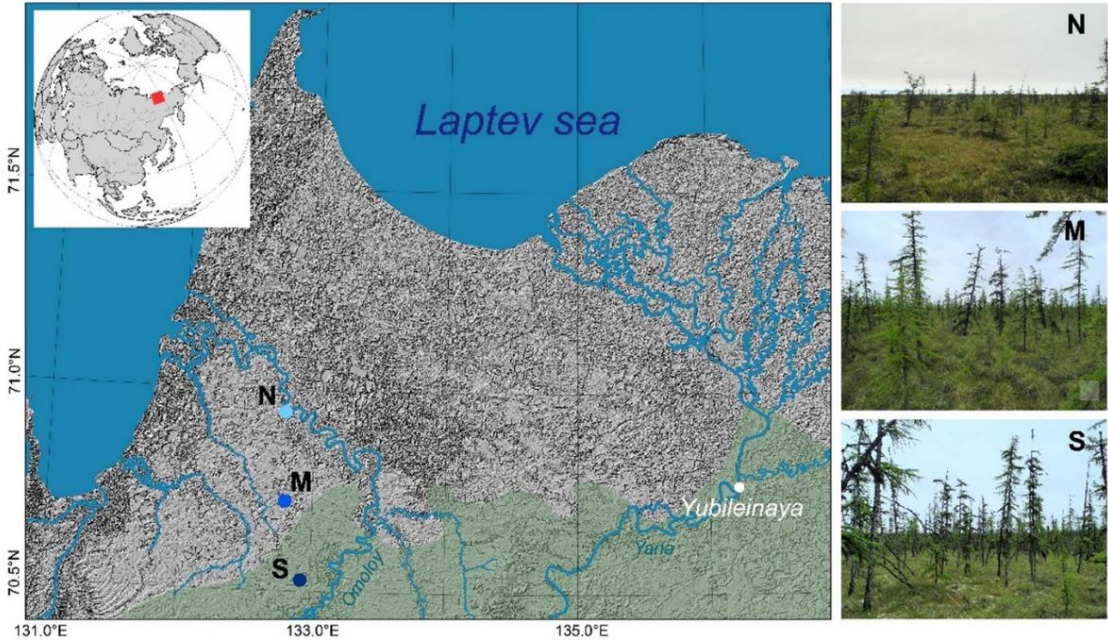 Laptev sea
71.5°N
71.0°N
70.5°N
N
M
S
Yubileinaya
Yana
Omoloy
131.0°E
133.0°E
135.0°E
N
M
S